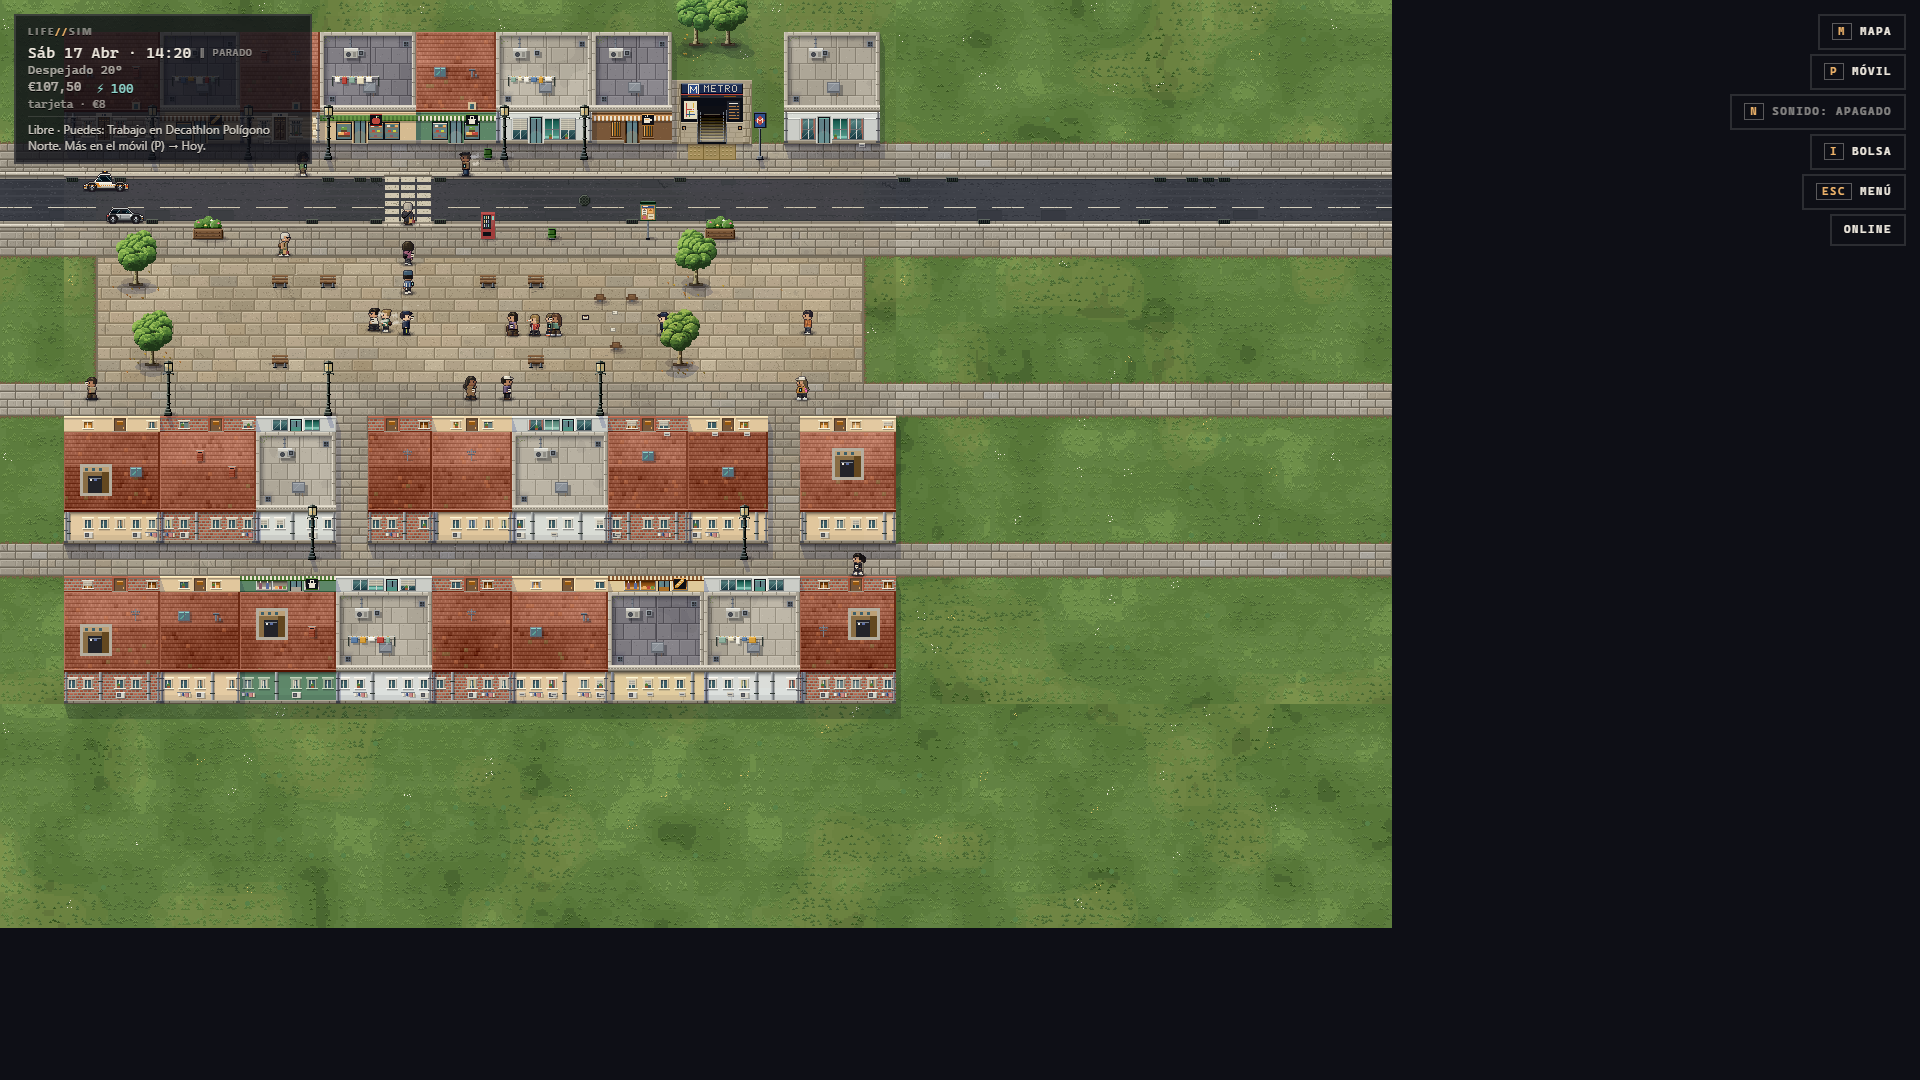 LIFE//SIM
Sáb 17 Abr · 14:20 PARADO
Despejado 20°
€107,50 ⚡ 100
tarjeta · €8
Libre · Puedes: Trabajo en Decathlon Polígono
Norte. Más en el móvil (P) → Hoy.
M METRO
M
M MAPA
P MÓVIL
N SONIDO: APAGADO
I BOLSA
ESC MENÚ
ONLINE